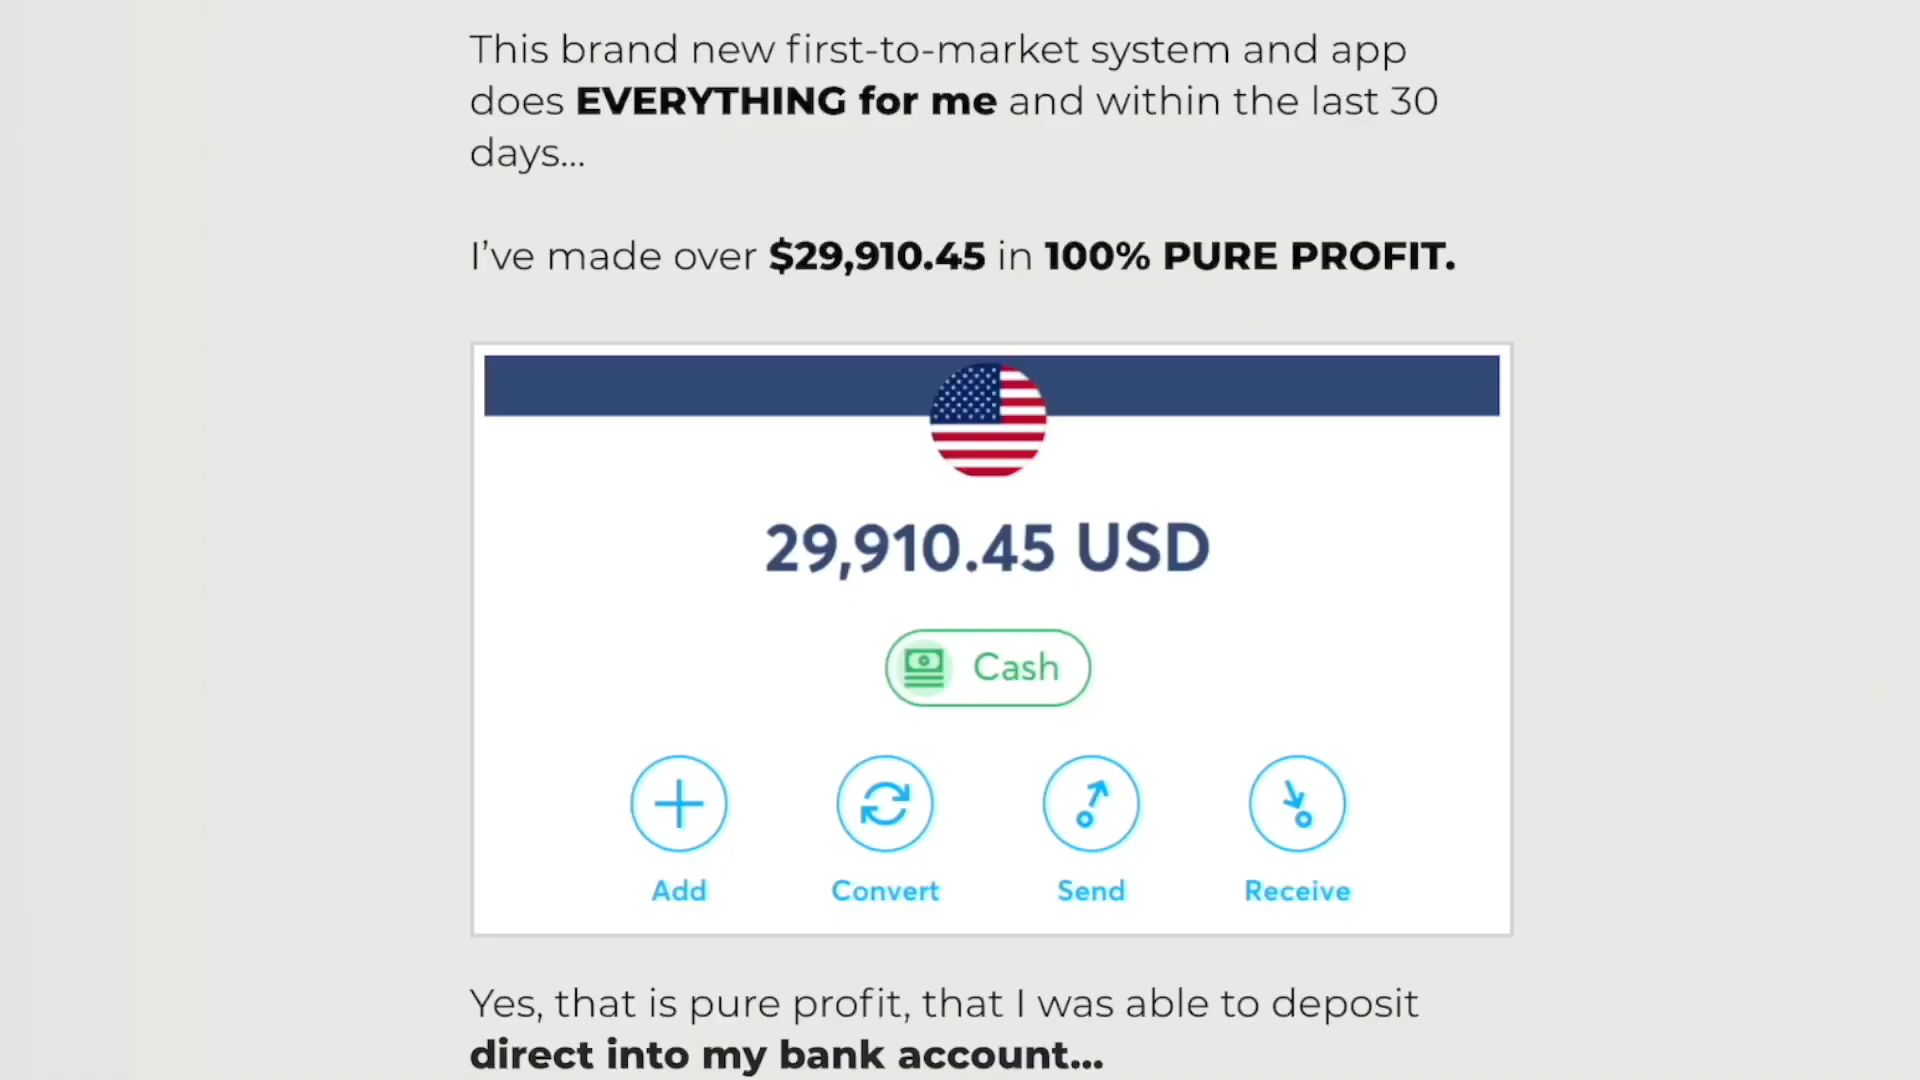 This brand new first-to-market system and app
does EVERYTHING for me and within the last 30
days...
I’ve made over $29,910.45 in 100% PURE PROFIT.
29,910.45 USD
Cash
Add
Convert
Send
Receive
Yes, that is pure profit, that I was able to deposit
direct into my bank account...